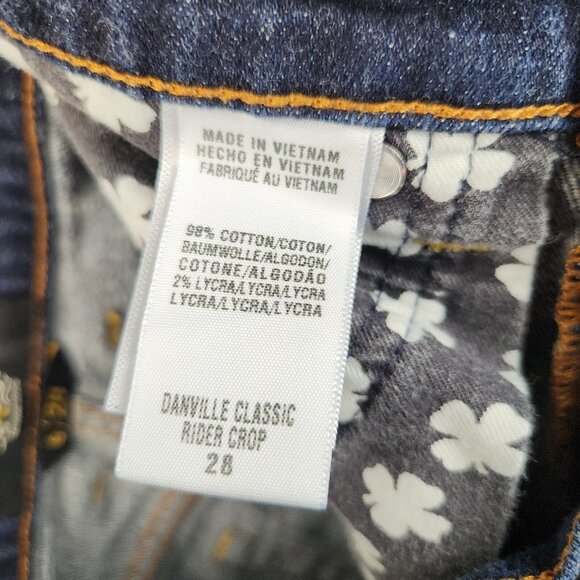 MADE IN VIETNAM
HECHO EN VIETNAM
FABRIQUÉ AU VIETNAM
98% COTTON/COTON/
BAUMWOLLE/ALGODON/
COTONE/ALGODÃO
2% LYCRA/LYCRA/LYCRA
LYCRA/LYCRA/LYCRA
DANVILLE CLASSIC
RIDER CROP
28